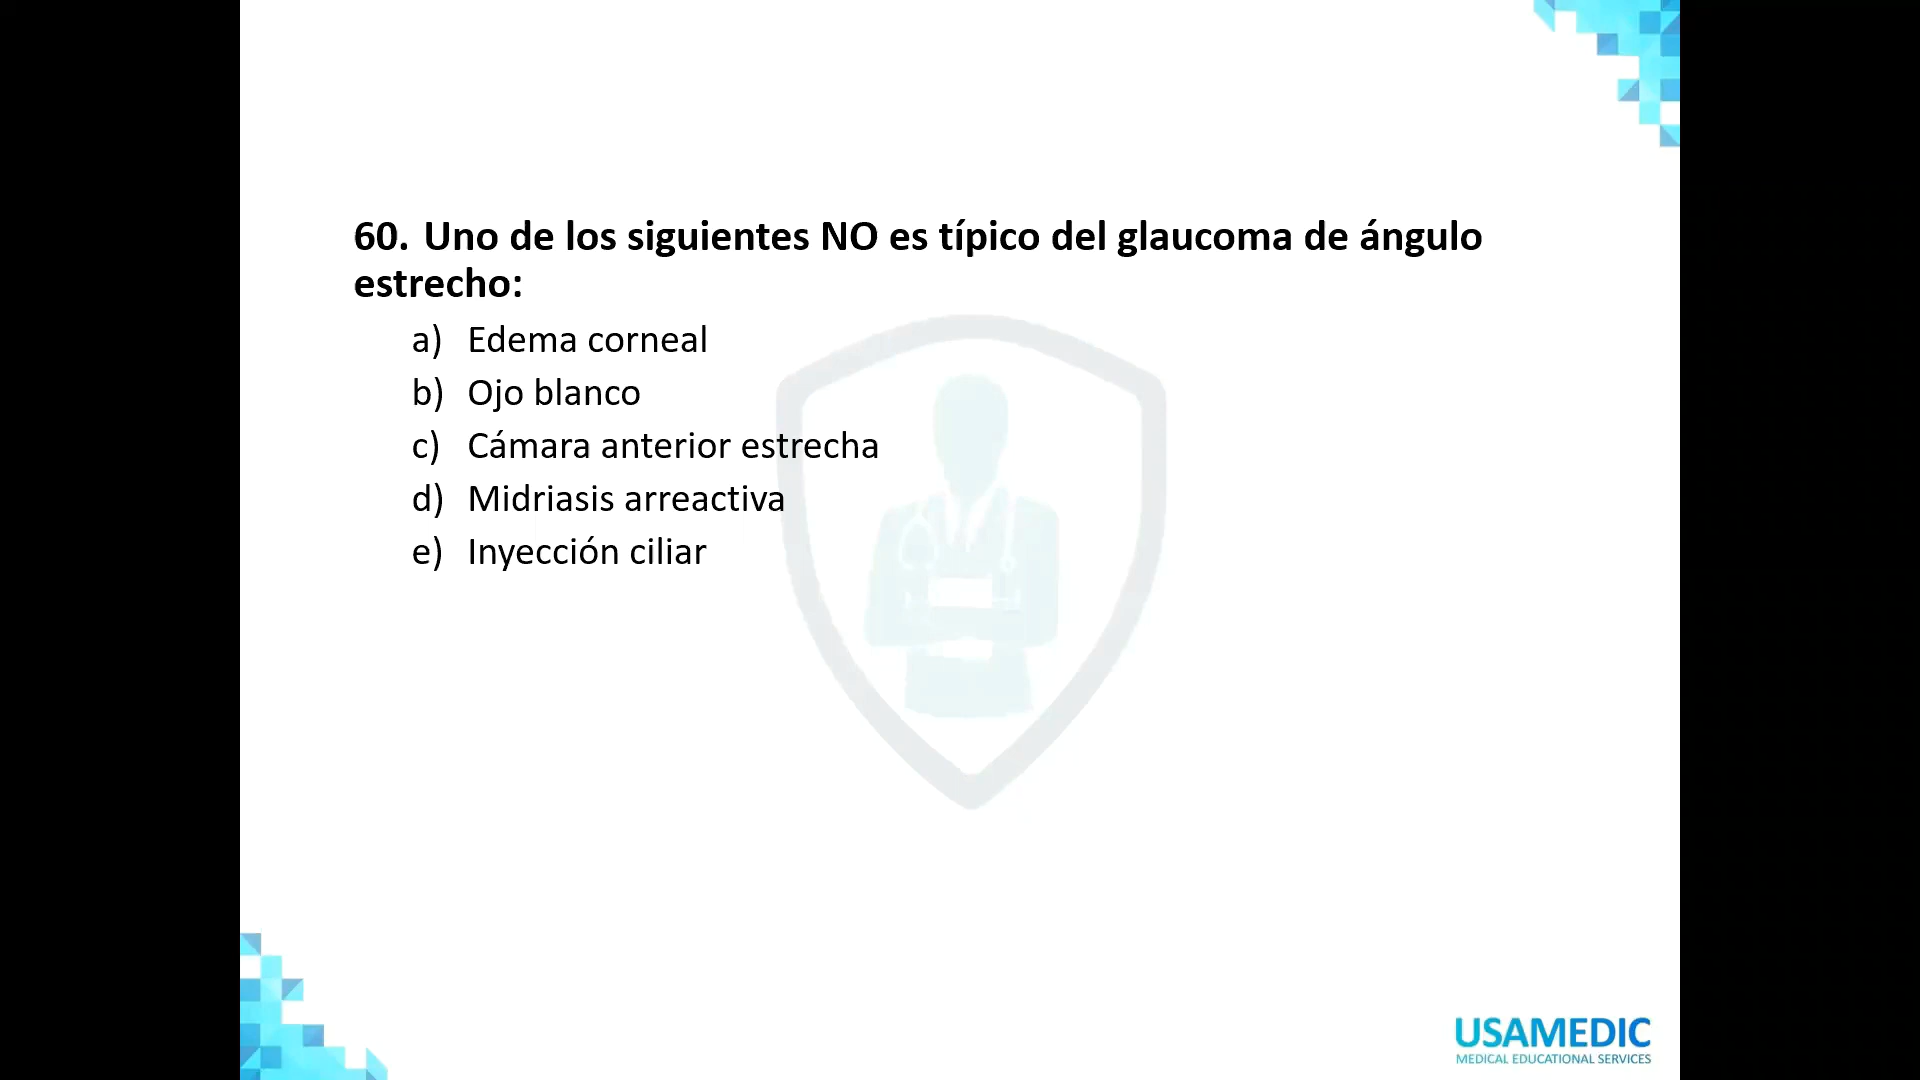 60. Uno de los siguientes NO es típico del glaucoma de ángulo
estrecho:
a) Edema corneal
b) Ojo blanco
c) Cámara anterior estrecha
d) Midriasis arreactiva
e) Inyección ciliar
USAMEDIC
MEDICAL EDUCATIONAL SERVICES